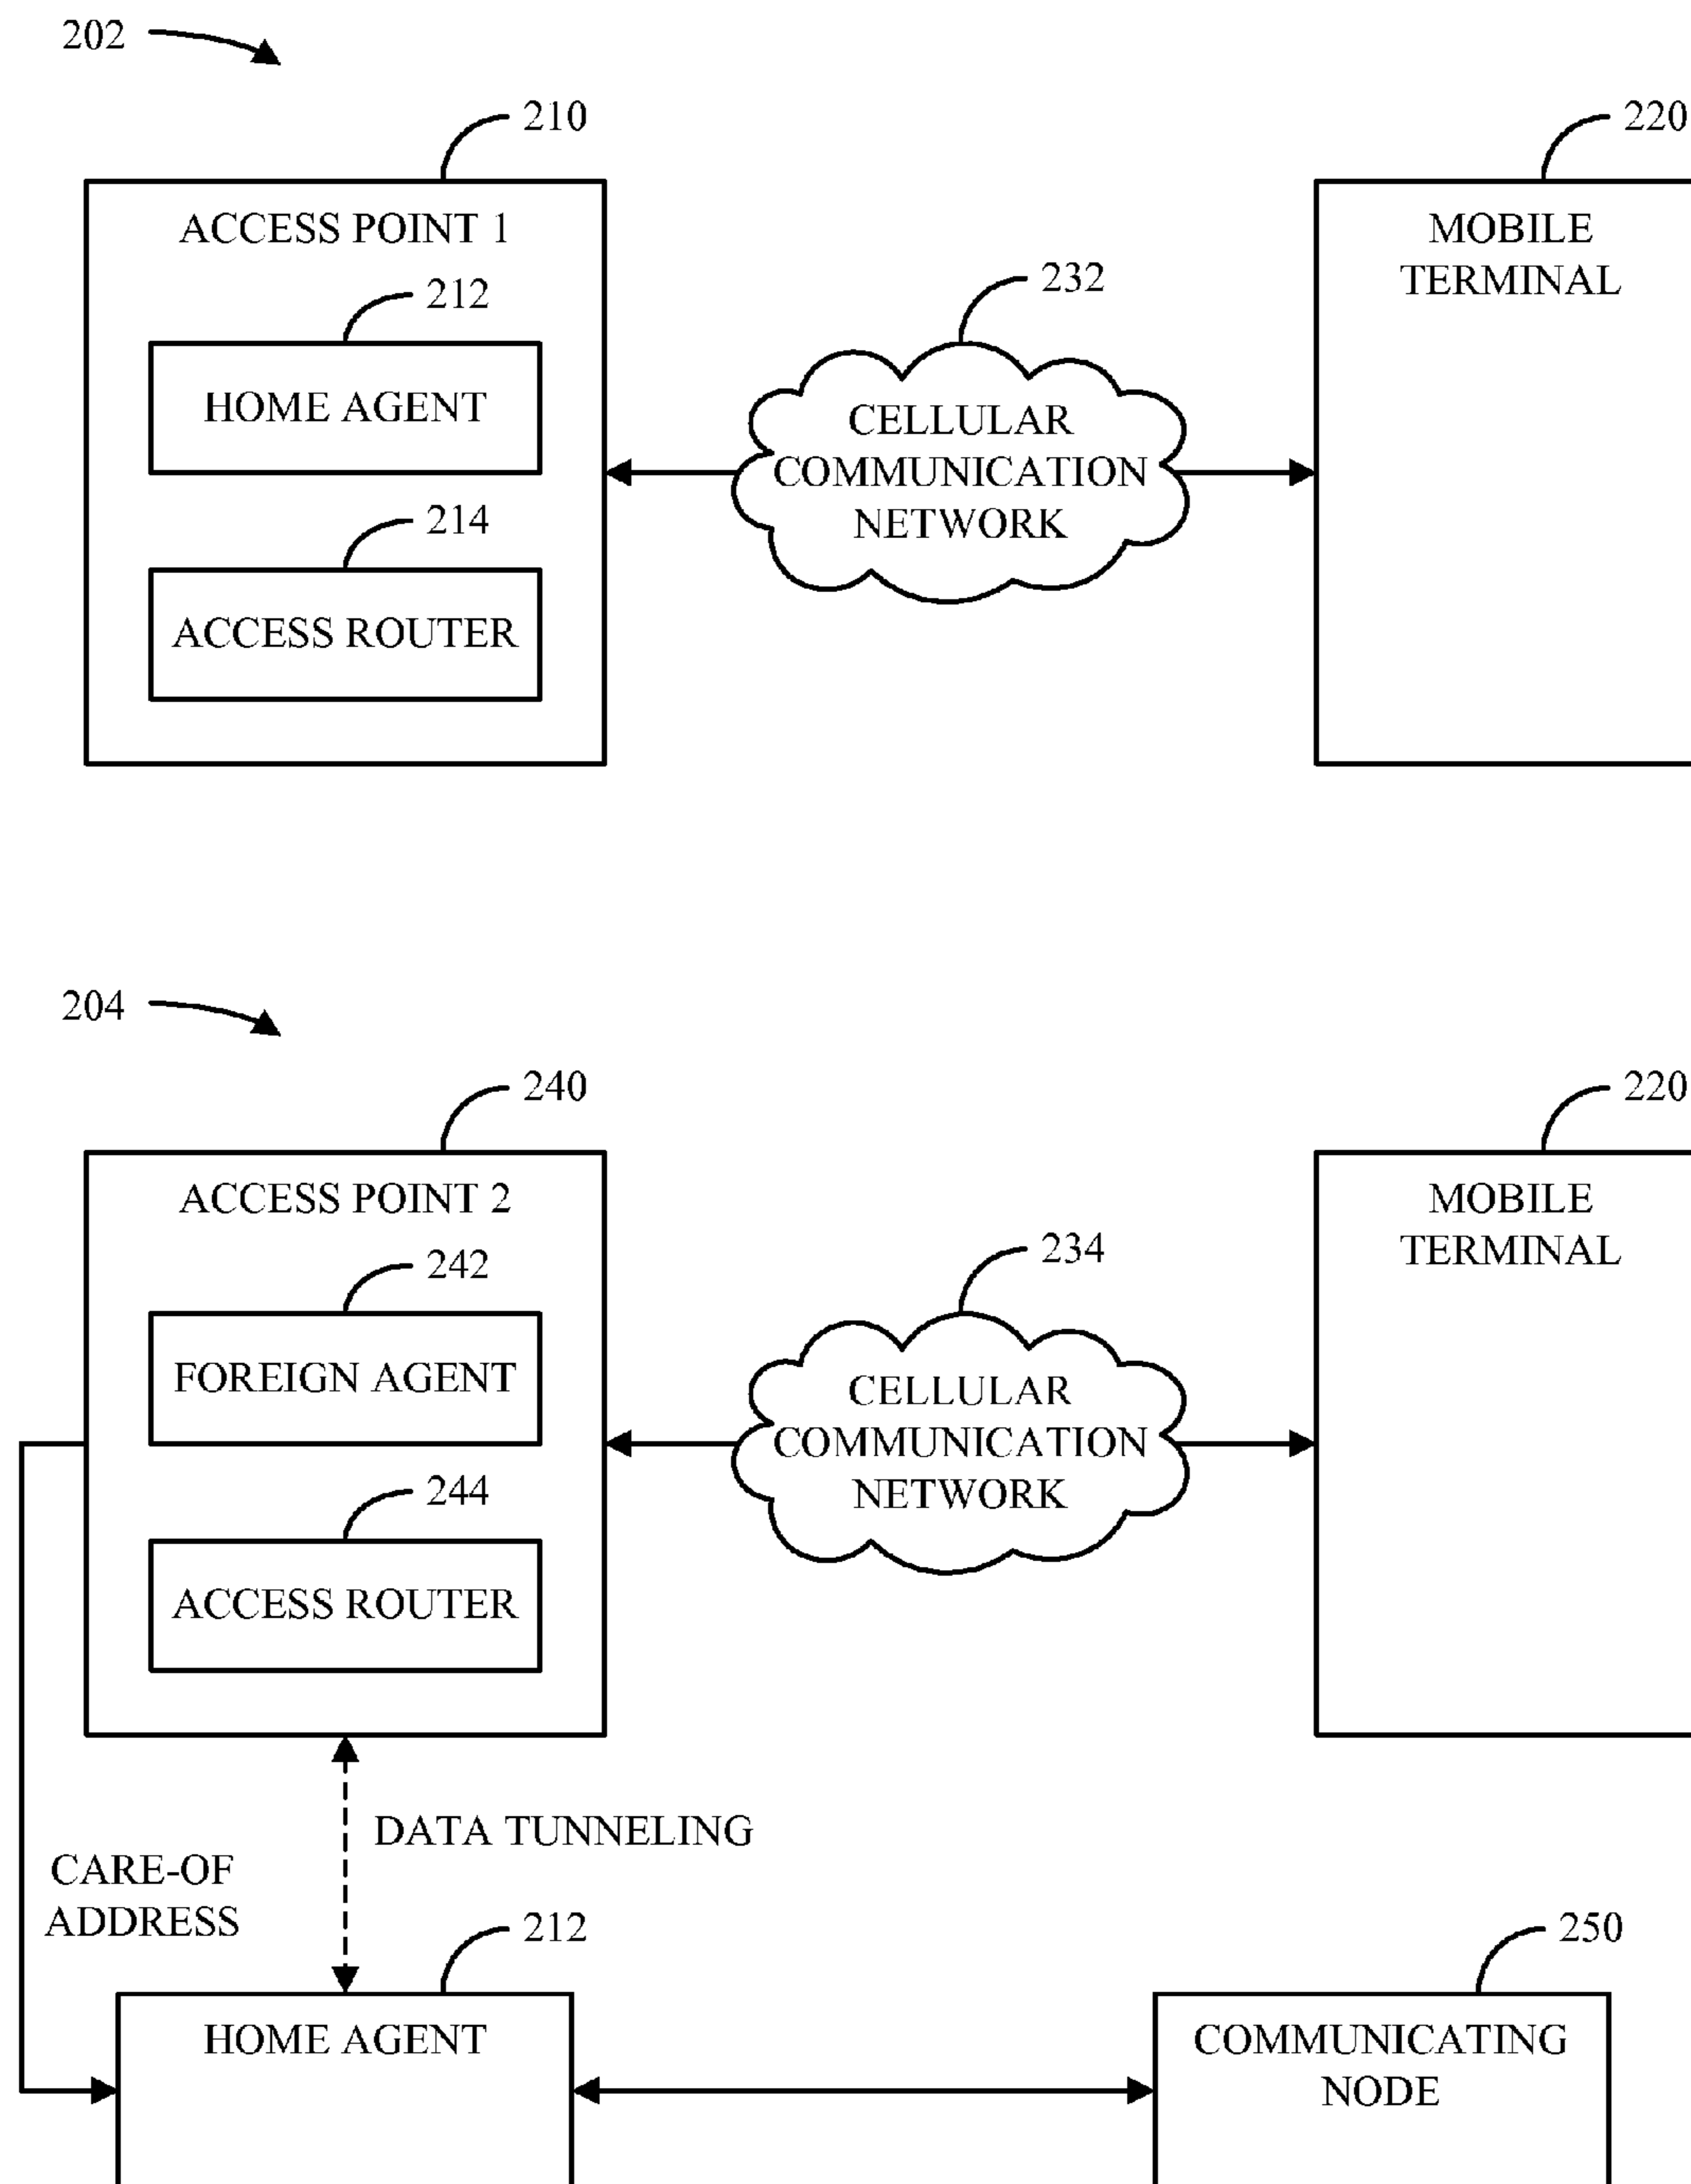 202
210
220
ACCESS POINT 1
MOBILE
TERMINAL
212
232
HOME AGENT
CELLULAR
COMMUNICATION
NETWORK
214
ACCESS ROUTER
204
240
220
ACCESS POINT 2
MOBILE
TERMINAL
242
234
FOREIGN AGENT
CELLULAR
COMMUNICATION
NETWORK
244
ACCESS ROUTER
DATA TUNNELING
CARE-OF
ADDRESS
212
250
HOME AGENT
COMMUNICATING
NODE